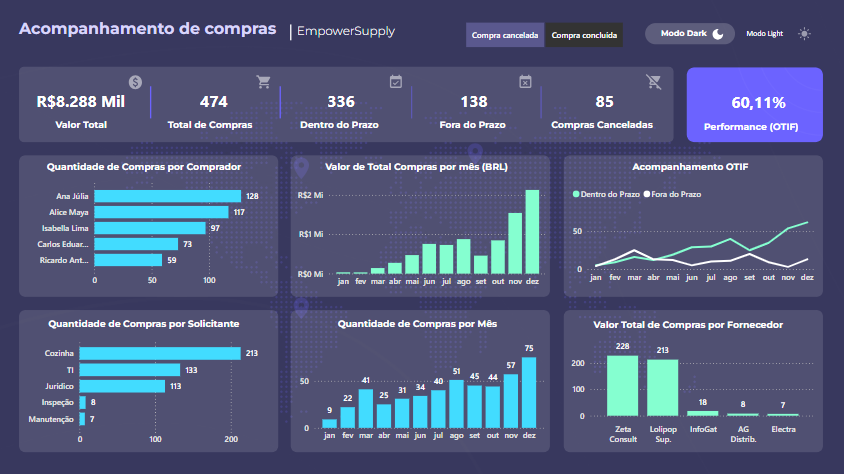 Acompanhamento de compras | EmpowerSupply
Compra cancelada
Compra concluída
Modo Dark
Modo Light
R$8.288 Mil
Valor Total
474
Total de Compras
336
Dentro do Prazo
138
Fora do Prazo
85
Compras Canceladas
60,11%
Performance (OTIF)
Quantidade de Compras por Comprador
Ana Júlia 128
Alice Maya 117
Isabella Lima 97
Carlos Eduar... 73
Ricardo Ant... 59
0 50 100
Valor de Total Compras por mês (BRL)
R$2 Mi
R$1 Mi
R$0 Mi
jan fev mar abr mai jun jul ago set out nov dez
Acompanhamento OTIF
Dentro do Prazo Fora do Prazo
50
0
jan fev mar abr mai jun jul ago set out nov dez
Quantidade de Compras por Solicitante
Cozinha 213
TI 133
Jurídico 113
Inspeção 8
Manutenção 7
0 100 200
Quantidade de Compras por Mês
50
0
9 22 41 25 31 34 40 51 45 44 57 75
jan fev mar abr mai jun jul ago set out nov dez
Valor Total de Compras por Fornecedor
200
100
0
228 213 18 8 7
Zeta Consult
Lolipop Sup.
InfoGat
AG Distrib.
Electra